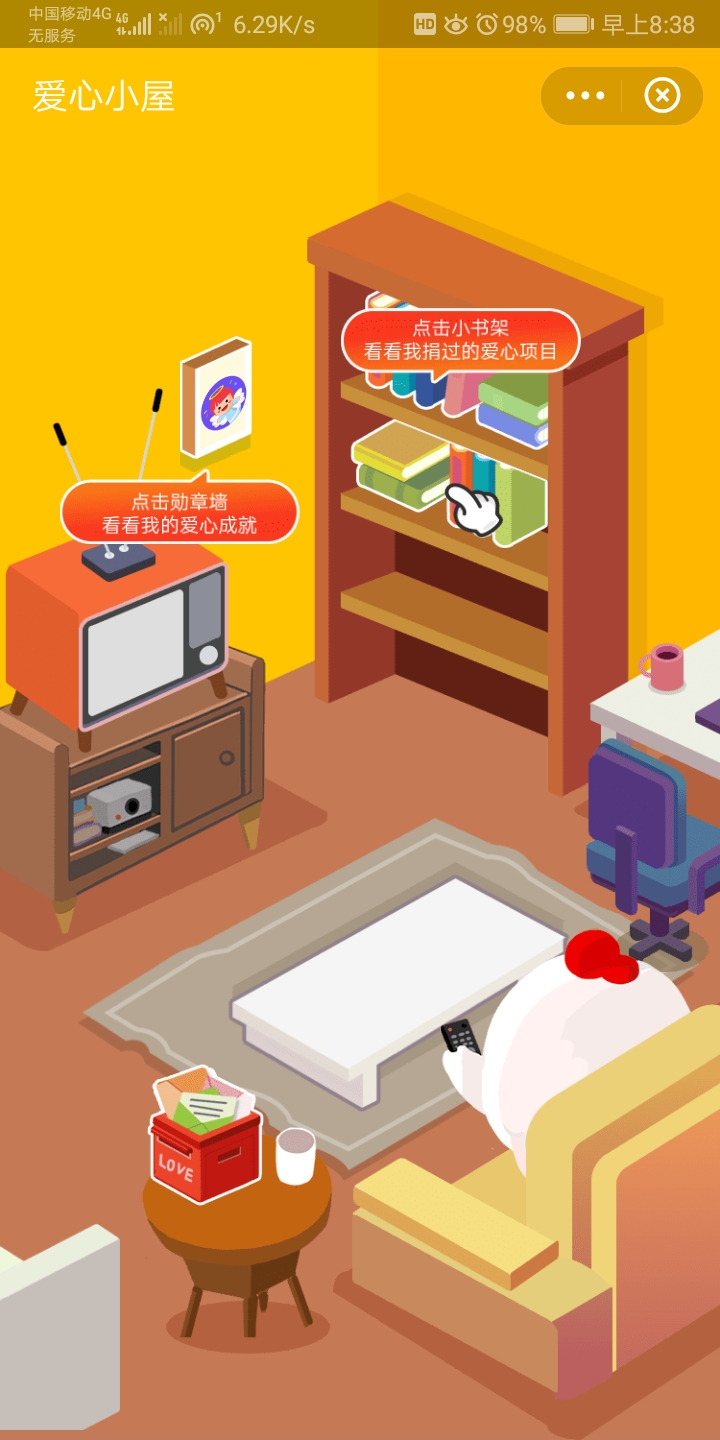 中国移动4G
无服务
4G
1
6.29K/s
HD
98%
早上8:38
爱心小屋
点击小书架
看看我捐过的爱心项目
点击勋章墙
看看我的爱心成就
LOVE